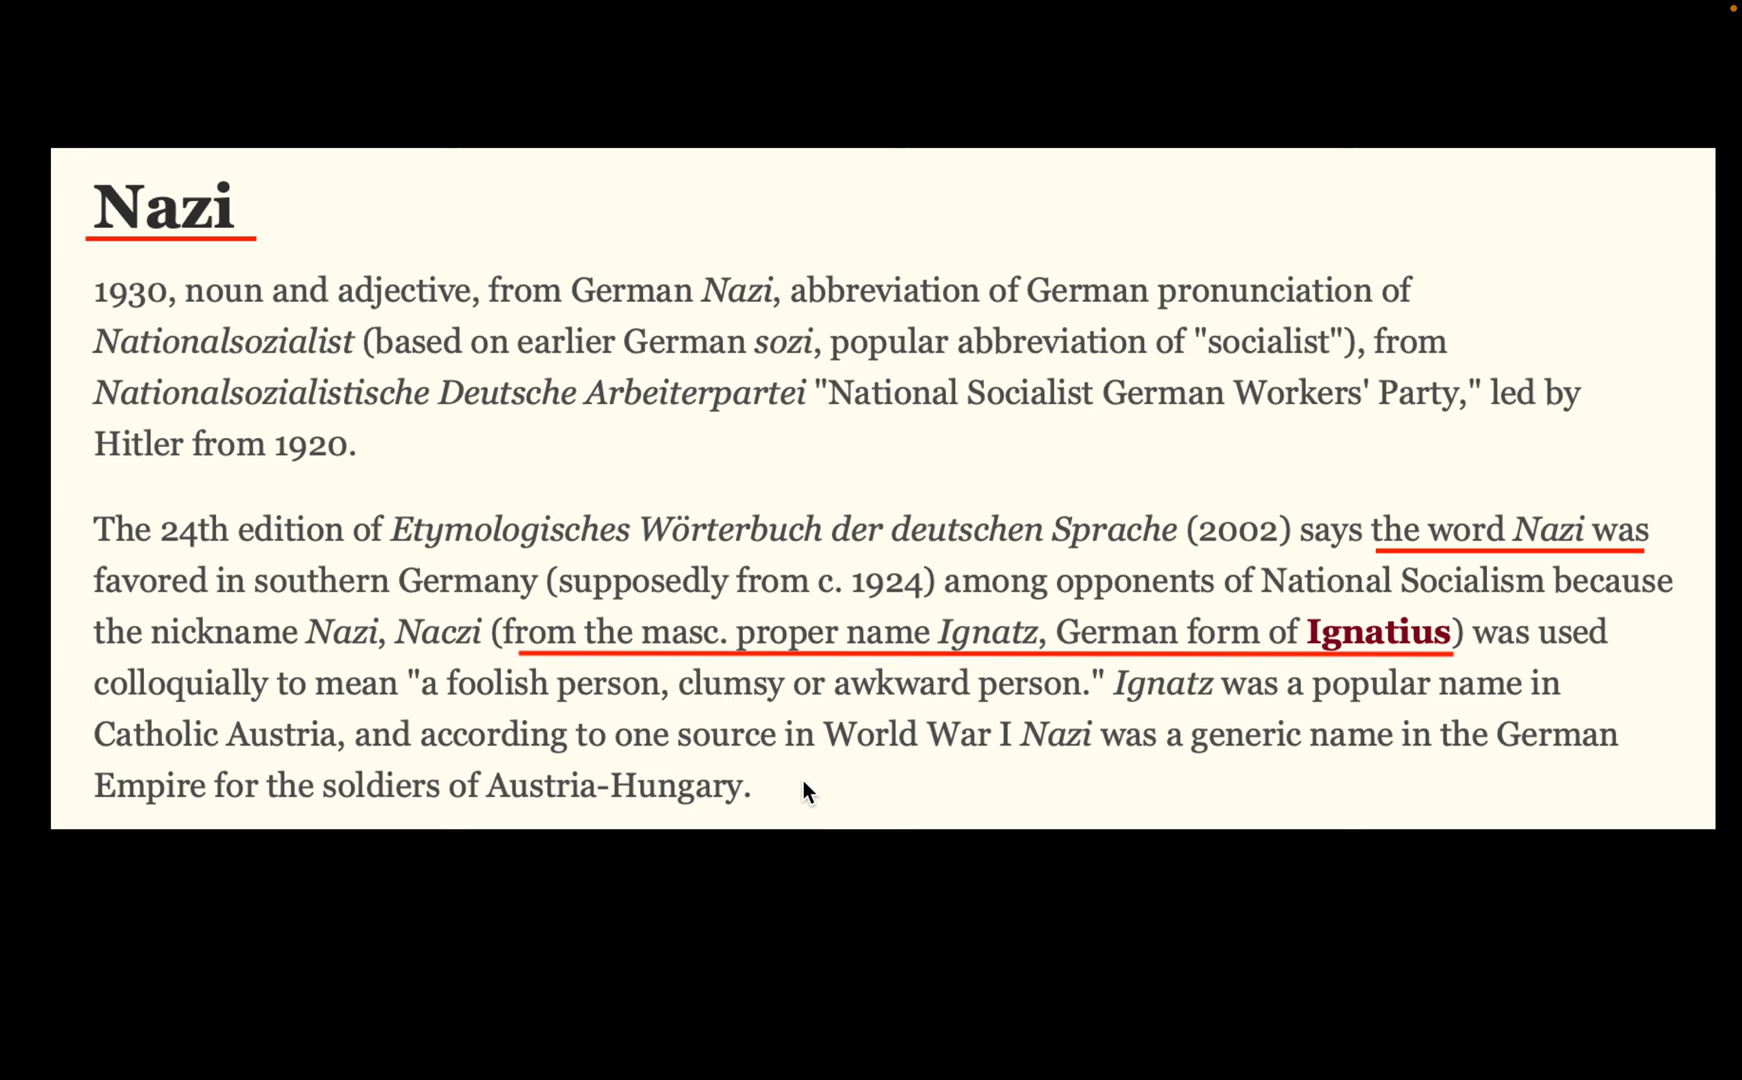 Nazi
1930, noun and adjective, from German Nazi, abbreviation of German pronunciation of
Nationalsozialist (based on earlier German sozi, popular abbreviation of "socialist"), from
Nationalsozialistische Deutsche Arbeiterpartei "National Socialist German Workers' Party," led by
Hitler from 1920.
The 24th edition of Etymologisches Wörterbuch der deutschen Sprache (2002) says the word Nazi was
favored in southern Germany (supposedly from c. 1924) among opponents of National Socialism because
the nickname Nazi, Naczi (from the masc. proper name Ignatz, German form of Ignatius) was used
colloquially to mean "a foolish person, clumsy or awkward person." Ignatz was a popular name in
Catholic Austria, and according to one source in World War I Nazi was a generic name in the German
Empire for the soldiers of Austria-Hungary.